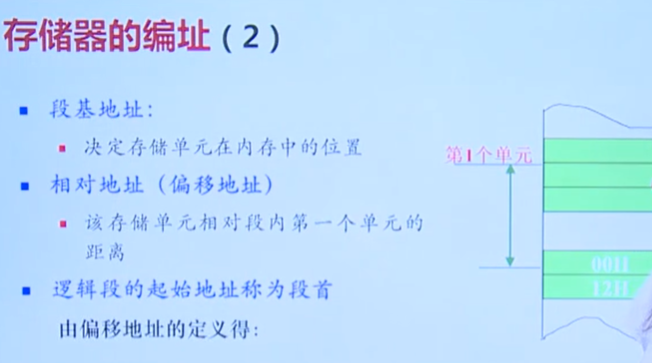 存储器的编址（2）
段基地址：
决定存储单元在内存中的位置
相对地址（偏移地址）
该存储单元相对段内第一个单元的
距离
逻辑段的起始地址称为段首
由偏移地址的定义得：
第1个单元
00H
12H